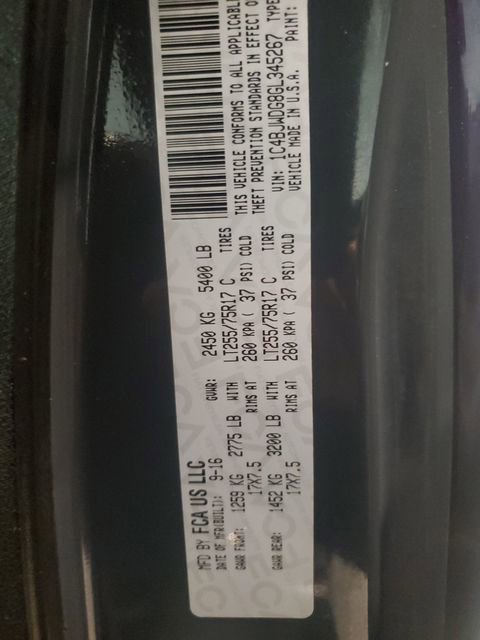 MFD BY FCA US LLC
DATE OF MFR(BUILT): 9-16 GVWR: 2450 KG 5400 LB
GAWR FRONT: 1259 KG 2775 LB WITH LT255/75R17 C TIRES
17X7.5 RIMS AT 260 KPA ( 37 PSI) COLD
GAWR REAR: 1452 KG 3200 LB WITH LT255/75R17 C TIRES
17X7.5 RIMS AT 260 KPA ( 37 PSI) COLD
THIS VEHICLE CONFORMS TO ALL APPLICABLE
THEFT PREVENTION STANDARDS IN EFFECT O
VIN: 1C4BJWDG8GL345267 TYPE
VEHICLE MADE IN U.S.A. PAINT: